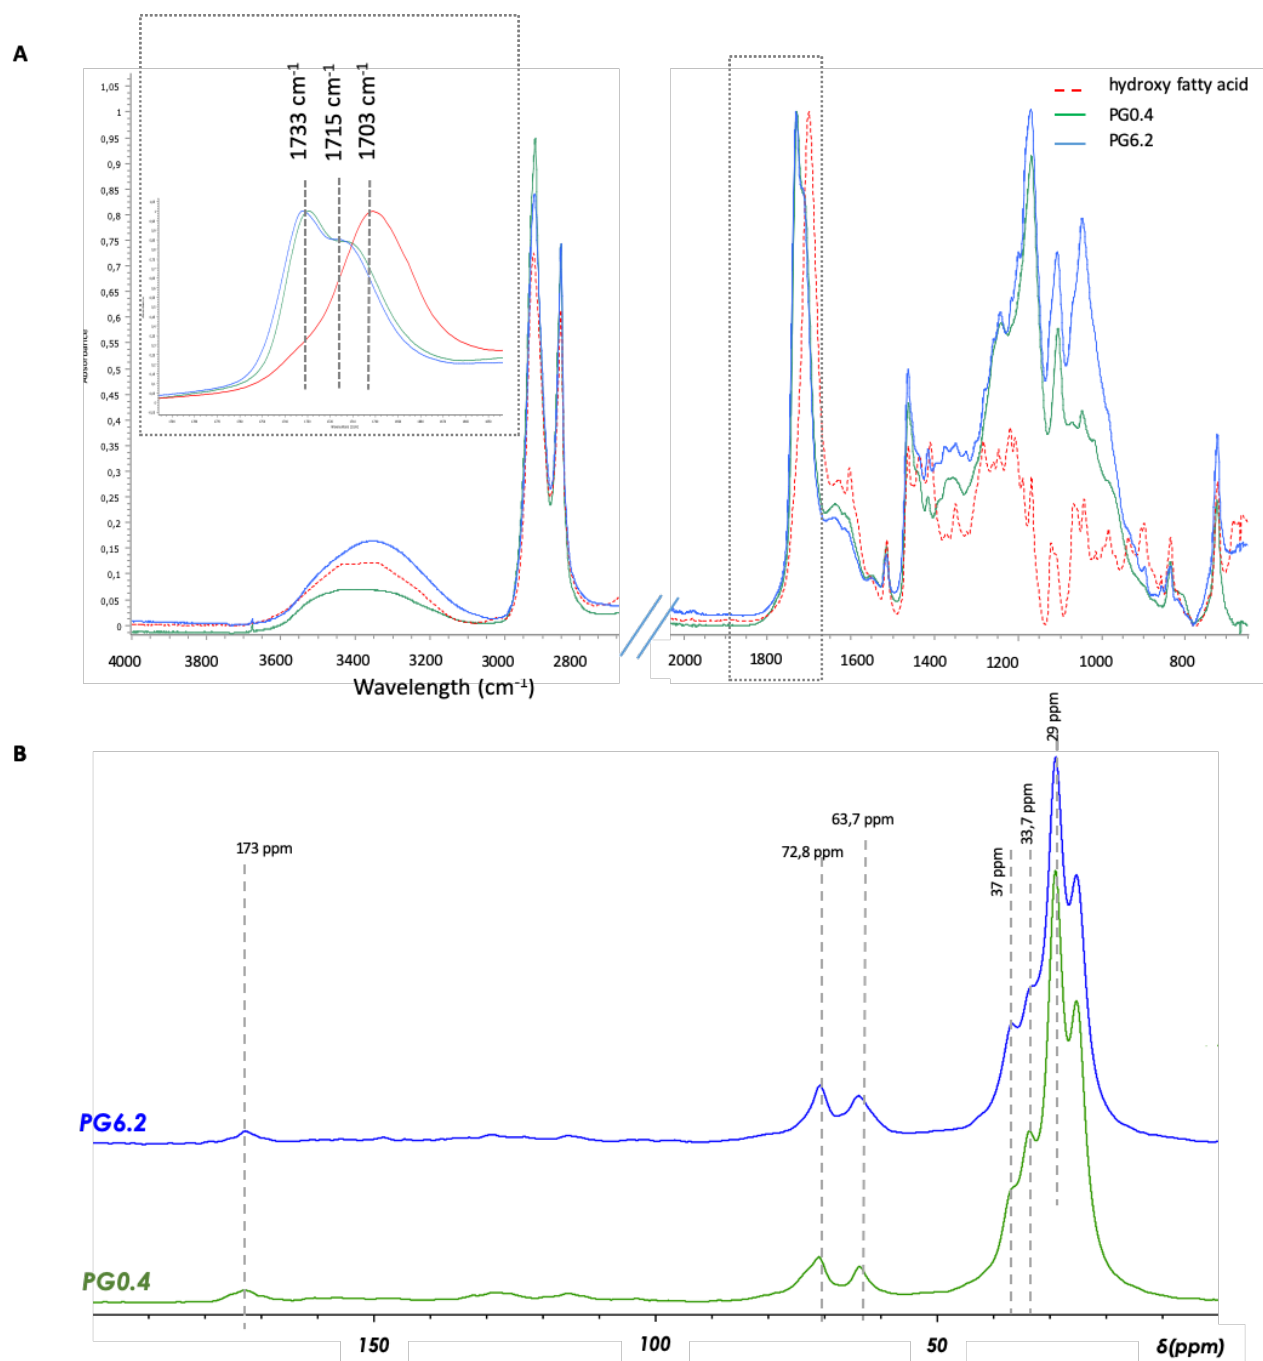 A
1733 cm-1
1715 cm-1
1703 cm-1
hydroxy fatty acid
PG0.4
PG6.2
1,05
1
0,95
0,9
0,85
0,8
0,75
0,7
0,65
0,6
0,55
0,5
0,45
0,4
0,35
0,3
0,25
0,2
0,15
0,1
0,05
0
Absorbance
4000 3800 3600 3400 3200 3000 2800
2000 1800 1600 1400 1200 1000 800
Wavelength (cm-1)
B
173 ppm
72,8 ppm
63,7 ppm
37 ppm
33,7 ppm
29 ppm
PG6.2
PG0.4
150 100 50 δ(ppm)